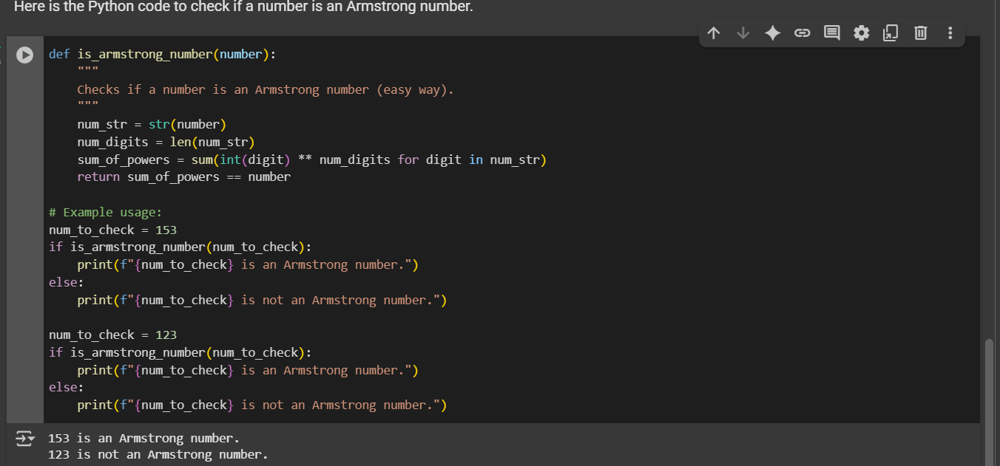 Here is the Python code to check if a number is an Armstrong number.
def is_armstrong_number(number):
    """
    Checks if a number is an Armstrong number (easy way).
    """
    num_str = str(number)
    num_digits = len(num_str)
    sum_of_powers = sum(int(digit) ** num_digits for digit in num_str)
    return sum_of_powers == number

# Example usage:
num_to_check = 153
if is_armstrong_number(num_to_check):
    print(f"{num_to_check} is an Armstrong number.")
else:
    print(f"{num_to_check} is not an Armstrong number.")

num_to_check = 123
if is_armstrong_number(num_to_check):
    print(f"{num_to_check} is an Armstrong number.")
else:
    print(f"{num_to_check} is not an Armstrong number.")
153 is an Armstrong number.
123 is not an Armstrong number.